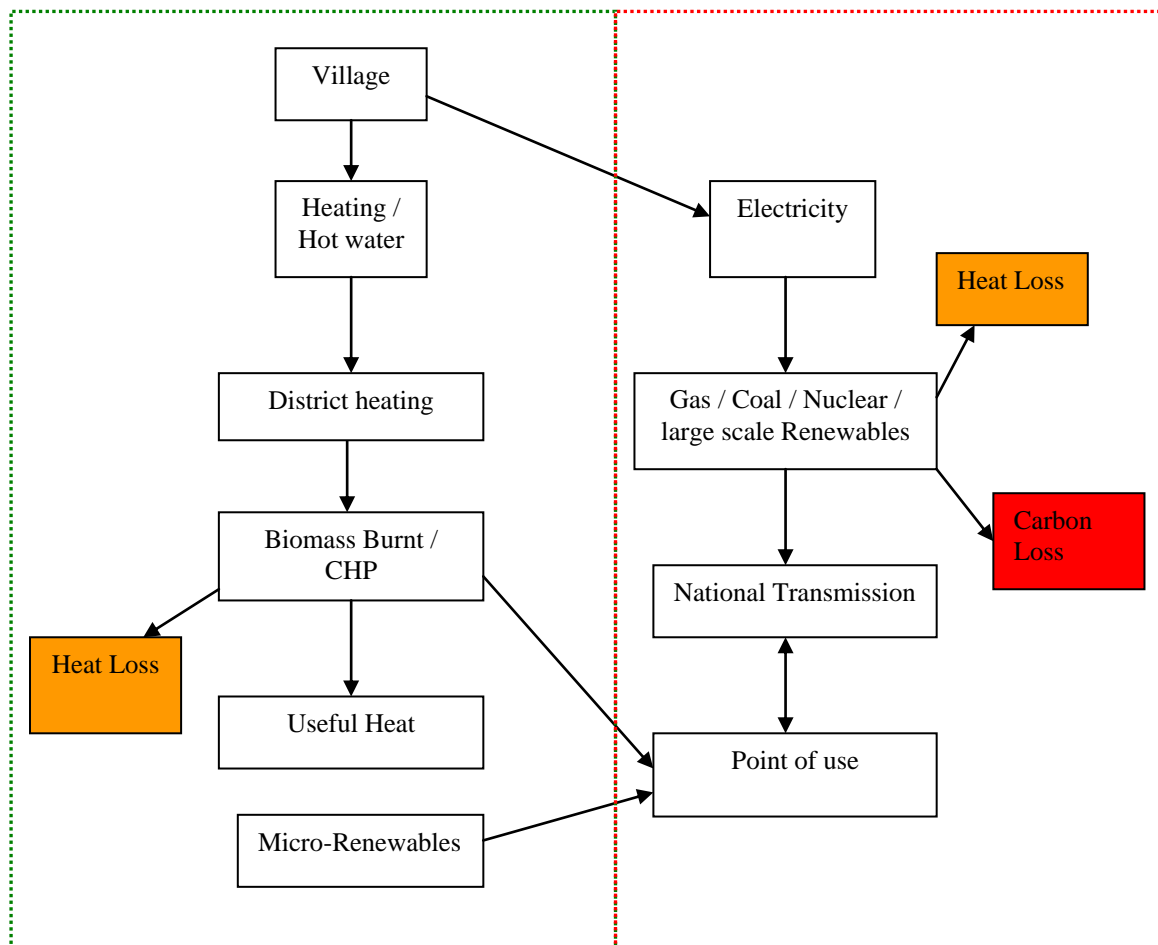 Village
Heating /
Hot water
Electricity
Heat Loss
District heating
Gas / Coal / Nuclear /
large scale Renewables
Biomass Burnt /
CHP
Carbon
Loss
National Transmission
Heat Loss
Useful Heat
Point of use
Micro-Renewables